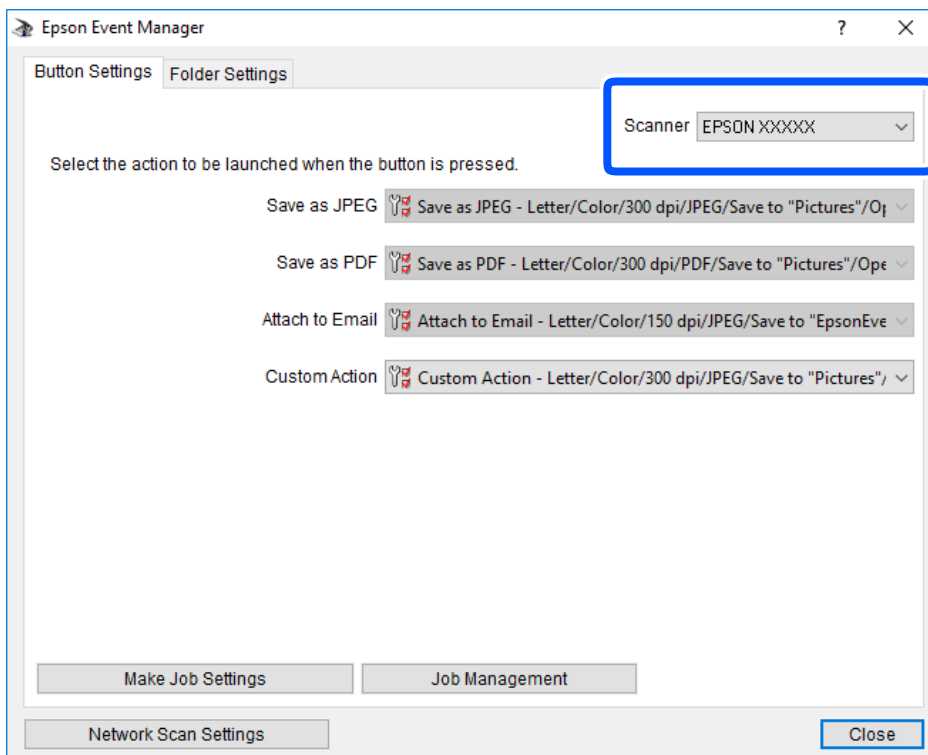 Epson Event Manager
?
Button Settings
Folder Settings
Scanner
EPSON XXXXX
Select the action to be launched when the button is pressed.
Save as JPEG
Save as JPEG - Letter/Color/300 dpi/JPEG/Save to "Pictures"/Op
Save as PDF
Save as PDF - Letter/Color/300 dpi/PDF/Save to "Pictures"/Ope
Attach to Email
Attach to Email - Letter/Color/150 dpi/JPEG/Save to "EpsonEve
Custom Action
Custom Action - Letter/Color/300 dpi/JPEG/Save to "Pictures"/
Make Job Settings
Job Management
Network Scan Settings
Close